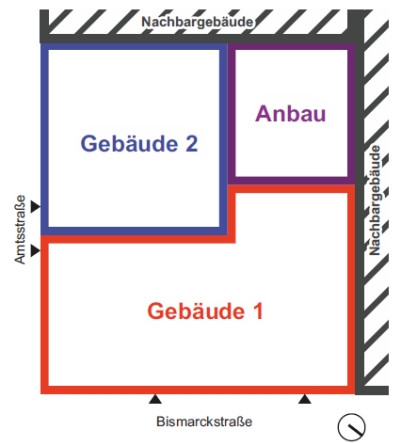 Nachbargebäude
Anbau
Gebäude 2
Nachbargebäude
Amtsstraße
Gebäude 1
Bismarckstraße